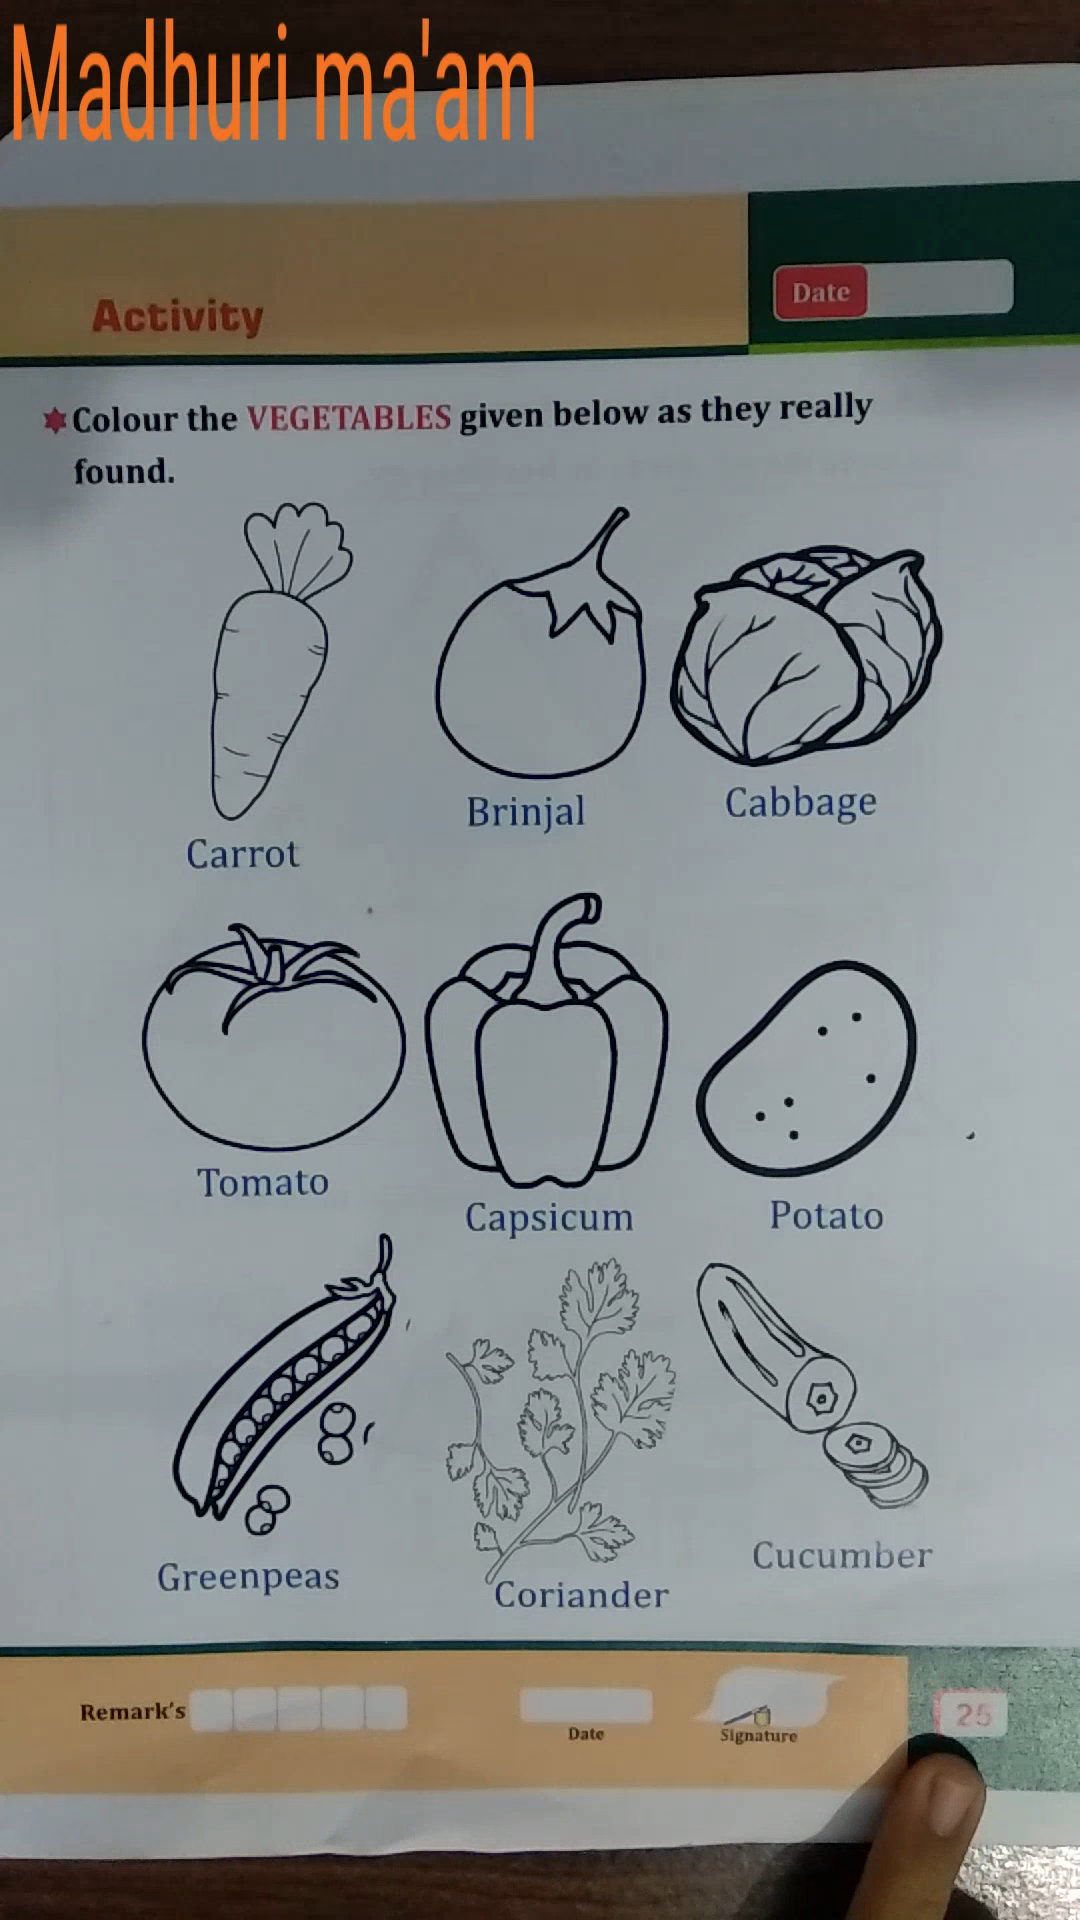 Madhuri ma'am
Activity
Date
Colour the VEGETABLES given below as they really
found.
Carrot
Brinjal
Cabbage
Tomato
Capsicum
Potato
Greenpeas
Coriander
Cucumber
Remark's
Date
Signature
25